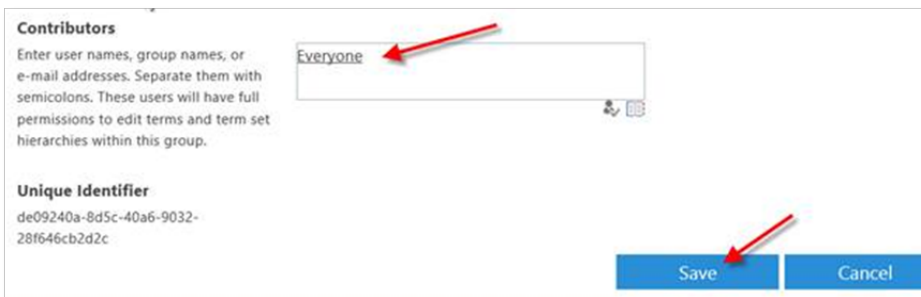 Contributors
Enter user names, group names, or
e-mail addresses. Separate them with
semicolons. These users will have full
permissions to edit terms and term set
hierarchies within this group.
Everyone
Unique Identifier
de09240a-8d5c-40a6-9032-
28f646cb2d2c
Save
Cancel